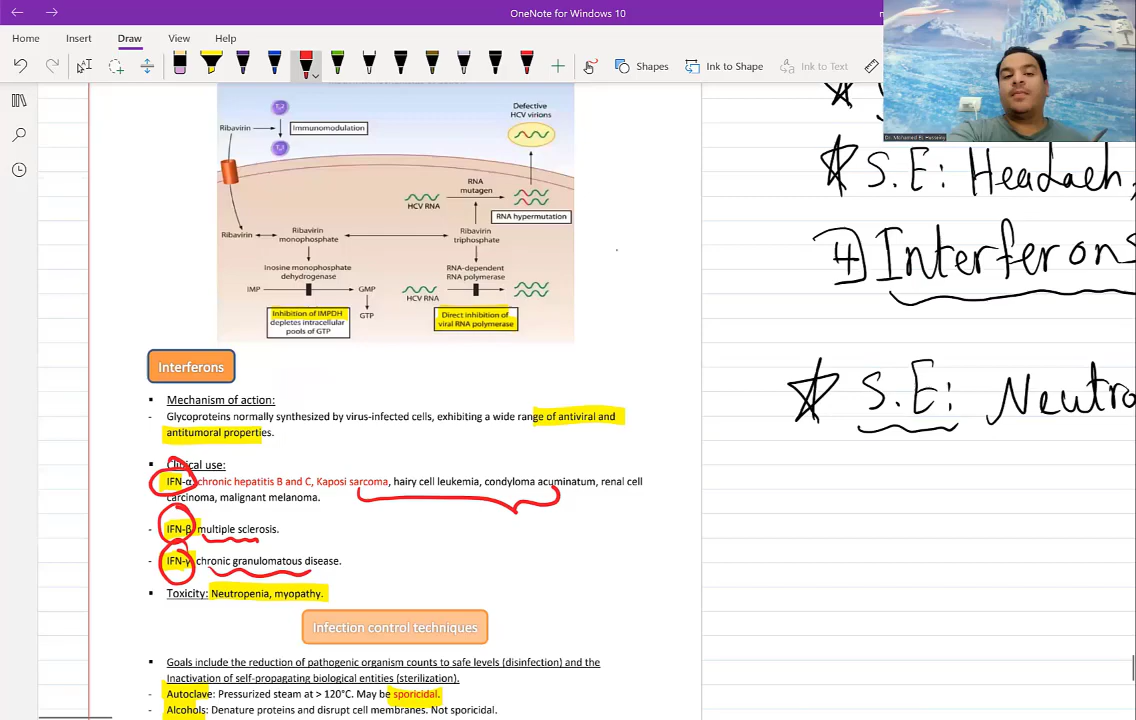 OneNote for Windows 10
Home Insert Draw View Help
Shapes Ink to Shape Ink to Text
Dr. Mohamed EL Husseiny
Ribavirin
Immunomodulation
Defective
HCV virions
RNA
mutagen
HCV RNA
RNA hypermutation
Ribavirin
Ribavirin
monophosphate
Ribavirin
triphosphate
Inosine monophosphate
dehydrogenase
RNA-dependent
RNA polymerase
IMP GMP
HCV RNA
GTP
Inhibition of IMPDH
depletes intracellular
pools of GTP
Direct inhibition of
viral RNA polymerase
Interferons
▪ Mechanism of action:
- Glycoproteins normally synthesized by virus-infected cells, exhibiting a wide range of antiviral and
antitumoral properties.
▪ Clinical use:
- IFN-α: chronic hepatitis B and C, Kaposi sarcoma, hairy cell leukemia, condyloma acuminatum, renal cell
carcinoma, malignant melanoma.
- IFN-β: multiple sclerosis.
- IFN-γ: chronic granulomatous disease.
▪ Toxicity: Neutropenia, myopathy.
Infection control techniques
▪ Goals include the reduction of pathogenic organism counts to safe levels (disinfection) and the
Inactivation of self-propagating biological entities (sterilization).
- Autoclave: Pressurized steam at > 120°C. May be sporicidal.
- Alcohols: Denature proteins and disrupt cell membranes. Not sporicidal.
S.E: Headach,
4 Interferons
S.E: Neutro